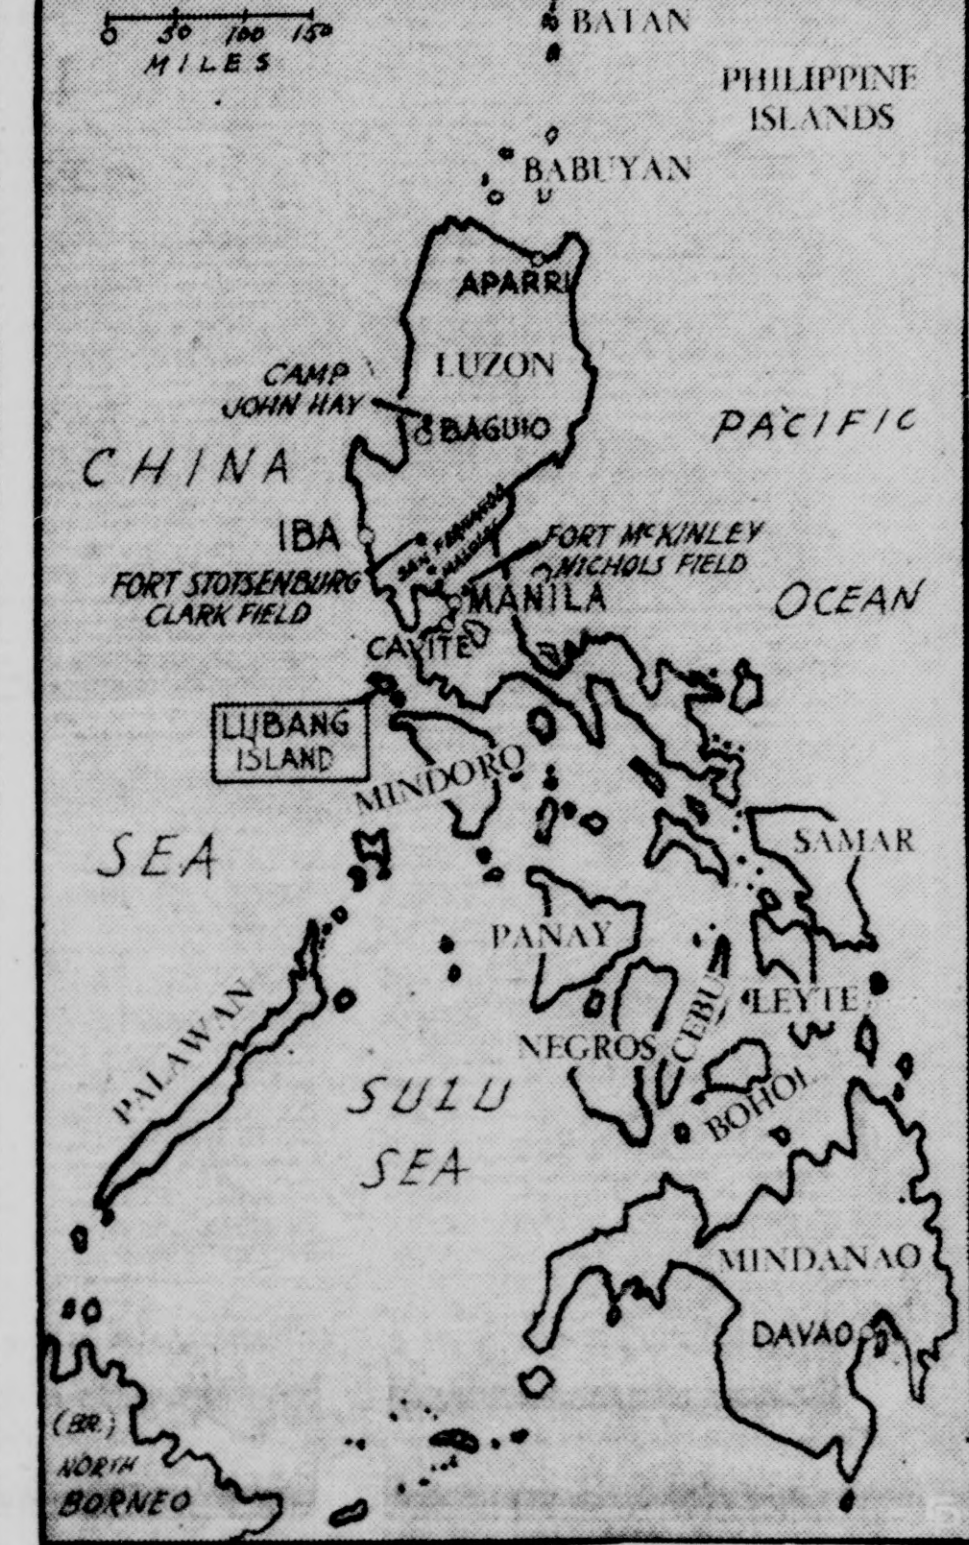 0 50 100 150
MILES
BATAN
PHILIPPINE
ISLANDS
BABUYAN
APARRI
LUZON
CAMP
JOHN HAY
BAGUIO
PACIFIC
CHINA
IBA
SAN FERNANDO
FORT McKINLEY
NICHOLS FIELD
FORT STOTSENBURG
CLARK FIELD
MANILA
OCEAN
CAVITE
LUBANG
ISLAND
MINDORO
SEA
SAMAR
PANAY
PALAWAN
LEYTE
CEBU
NEGROS
SULU
SEA
BOHOL
MINDANAO
DAVAO
(BR.)
NORTH
BORNEO